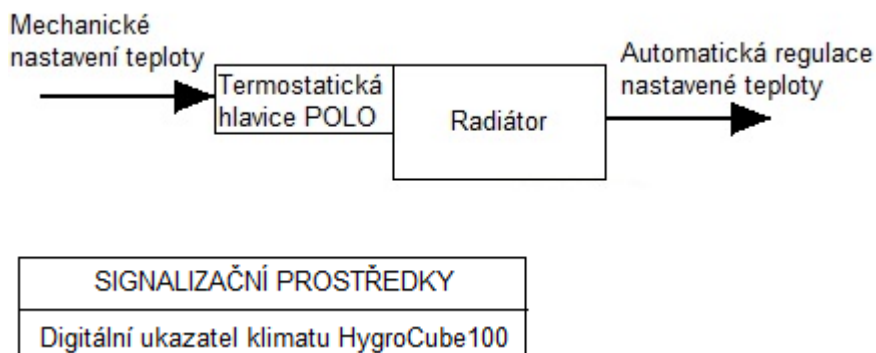 Mechanické
nastavení teploty
Termostatická
hlavice POLO
Radiátor
Automatická regulace
nastavené teploty
SIGNALIZAČNÍ PROSTŘEDKY
Digitální ukazatel klimatu HygroCube100